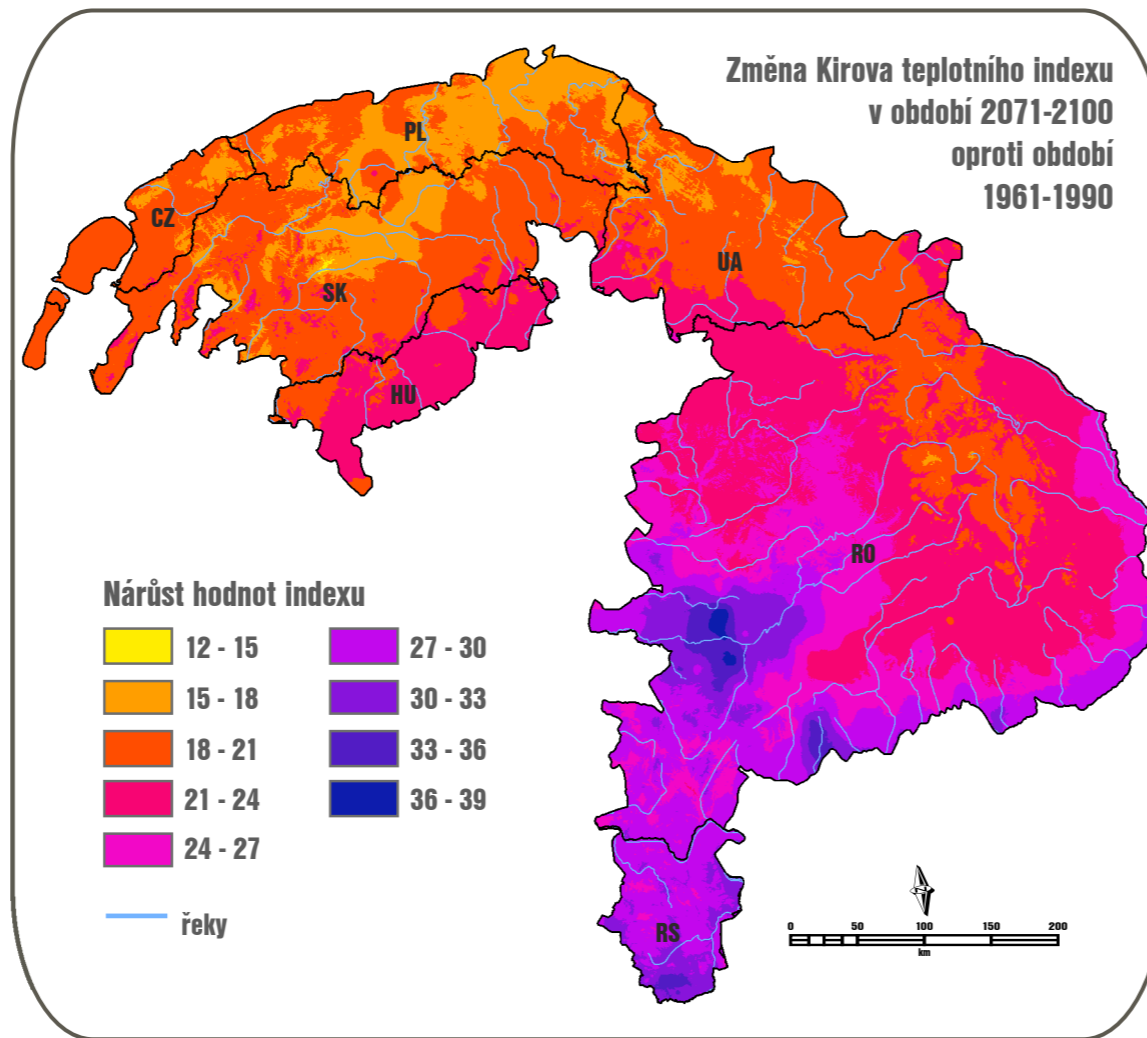 Změna Kirova teplotního indexu
v období 2071-2100
oproti období
1961-1990
PL
CZ
SK
UA
HU
RO
RS
Nárůst hodnot indexu
12 - 15
15 - 18
18 - 21
21 - 24
24 - 27
27 - 30
30 - 33
33 - 36
36 - 39
řeky
0 50 100 150 200
km